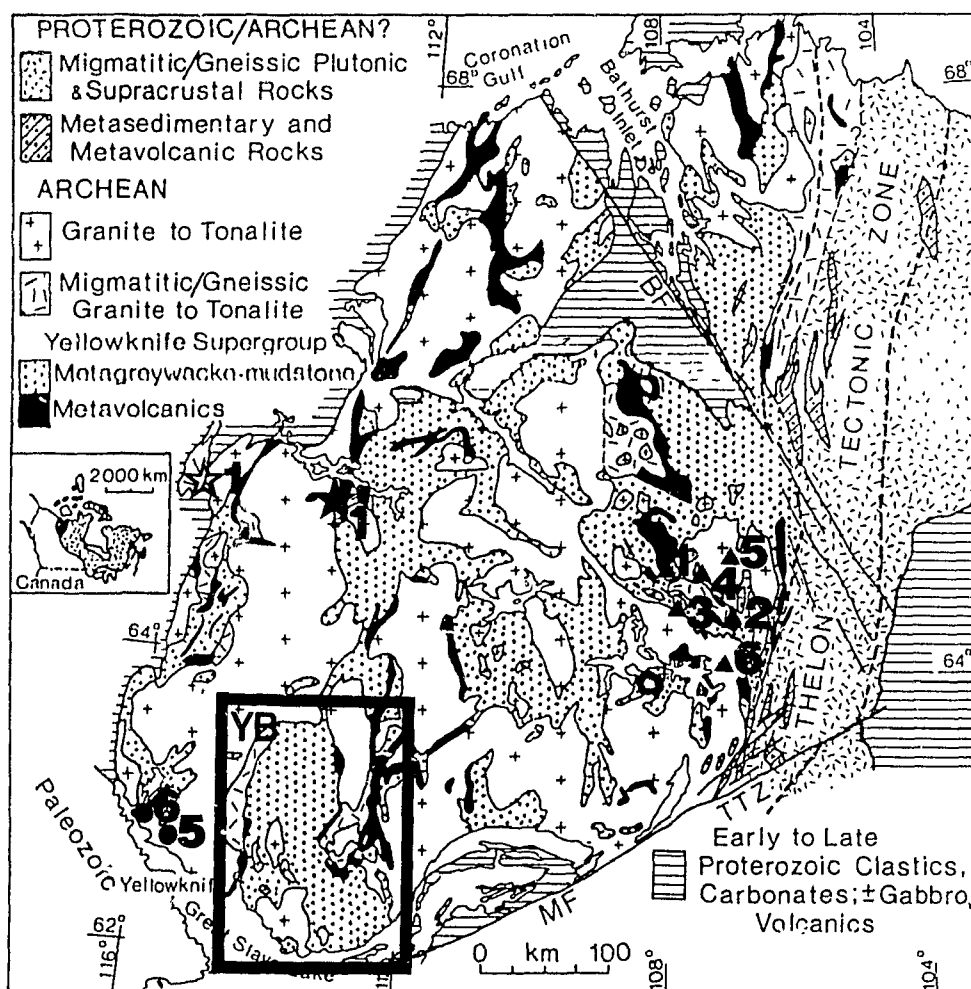 PROTEROZOIC/ARCHEAN?
Migmatitic/Gneissic Plutonic
& Supracrustal Rocks
Metasedimentary and
Metavolcanic Rocks
ARCHEAN
Granite to Tonalite
Migmatitic/Gneissic
Granite to Tonalite
Yellowknife Supergroup
Metagreywacke-mudstone
Metavolcanics
2000 km
Canada
112°
108
104
68°
Coronation
Gulf
68°
Bathurst
Inlet
BF
TECTONIC ZONE
THELON
1
1
1
5
4
3
2
6
64°
64°
YB
6
5
Paleozoic
Yellowknif
Great Slave Lake
62°
116°
MF
TTZ
0 km 100
108
104
Early to Late
Proterozoic Clastics,
Carbonates; ± Gabbro,
Volcanics